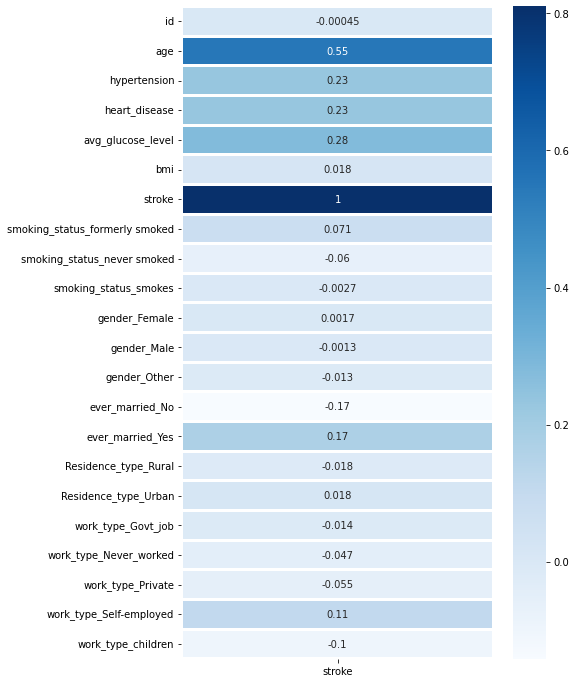 id -0.00045
age 0.55
hypertension 0.23
heart_disease 0.23
avg_glucose_level 0.28
bmi 0.018
stroke 1
smoking_status_formerly smoked 0.071
smoking_status_never smoked -0.06
smoking_status_smokes -0.0027
gender_Female 0.0017
gender_Male -0.0013
gender_Other -0.013
ever_married_No -0.17
ever_married_Yes 0.17
Residence_type_Rural -0.018
Residence_type_Urban 0.018
work_type_Govt_job -0.014
work_type_Never_worked -0.047
work_type_Private -0.055
work_type_Self-employed 0.11
work_type_children -0.1
stroke
0.8
0.6
0.4
0.2
0.0